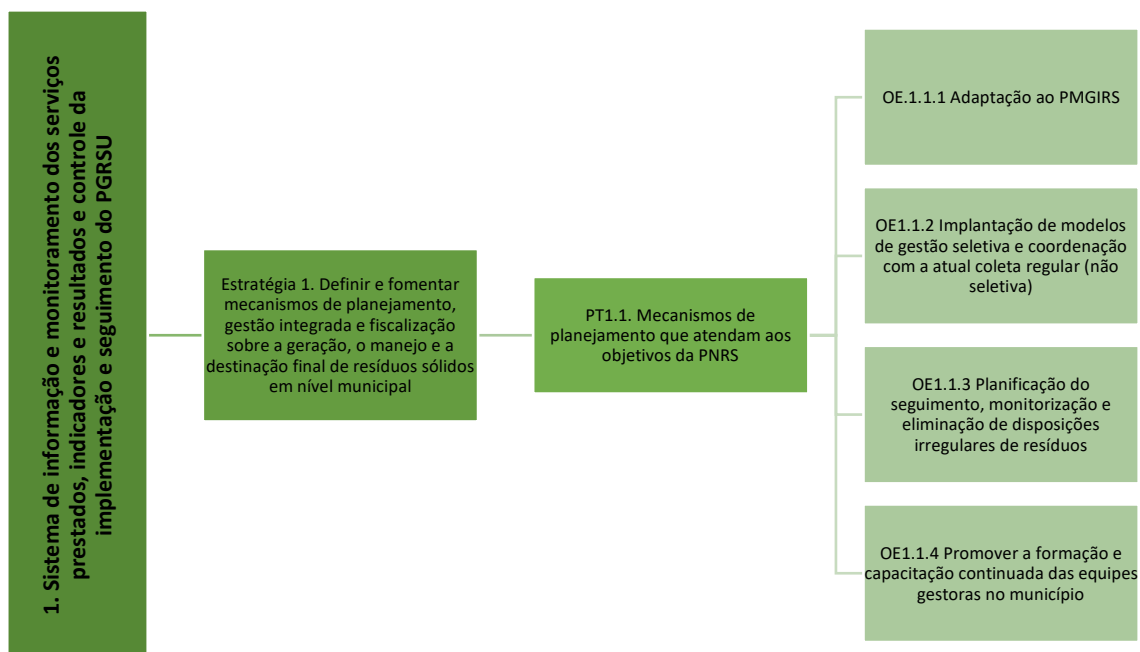 1. Sistema de informação e monitoramento dos serviços
prestados, indicadores e resultados e controle da
implementação e seguimento do PGRSU
Estratégia 1. Definir e fomentar
mecanismos de planejamento,
gestão integrada e fiscalização
sobre a geração, o manejo e a
destinação final de resíduos sólidos
em nível municipal
PT1.1. Mecanismos de
planejamento que atendam aos
objetivos da PNRS
OE.1.1.1 Adaptação ao PMGIRS
OE1.1.2 Implantação de modelos
de gestão seletiva e coordenação
com a atual coleta regular (não
seletiva)
OE1.1.3 Planificação do
seguimento, monitorização e
eliminação de disposições
irregulares de resíduos
OE1.1.4 Promover a formação e
capacitação continuada das equipes
gestoras no município